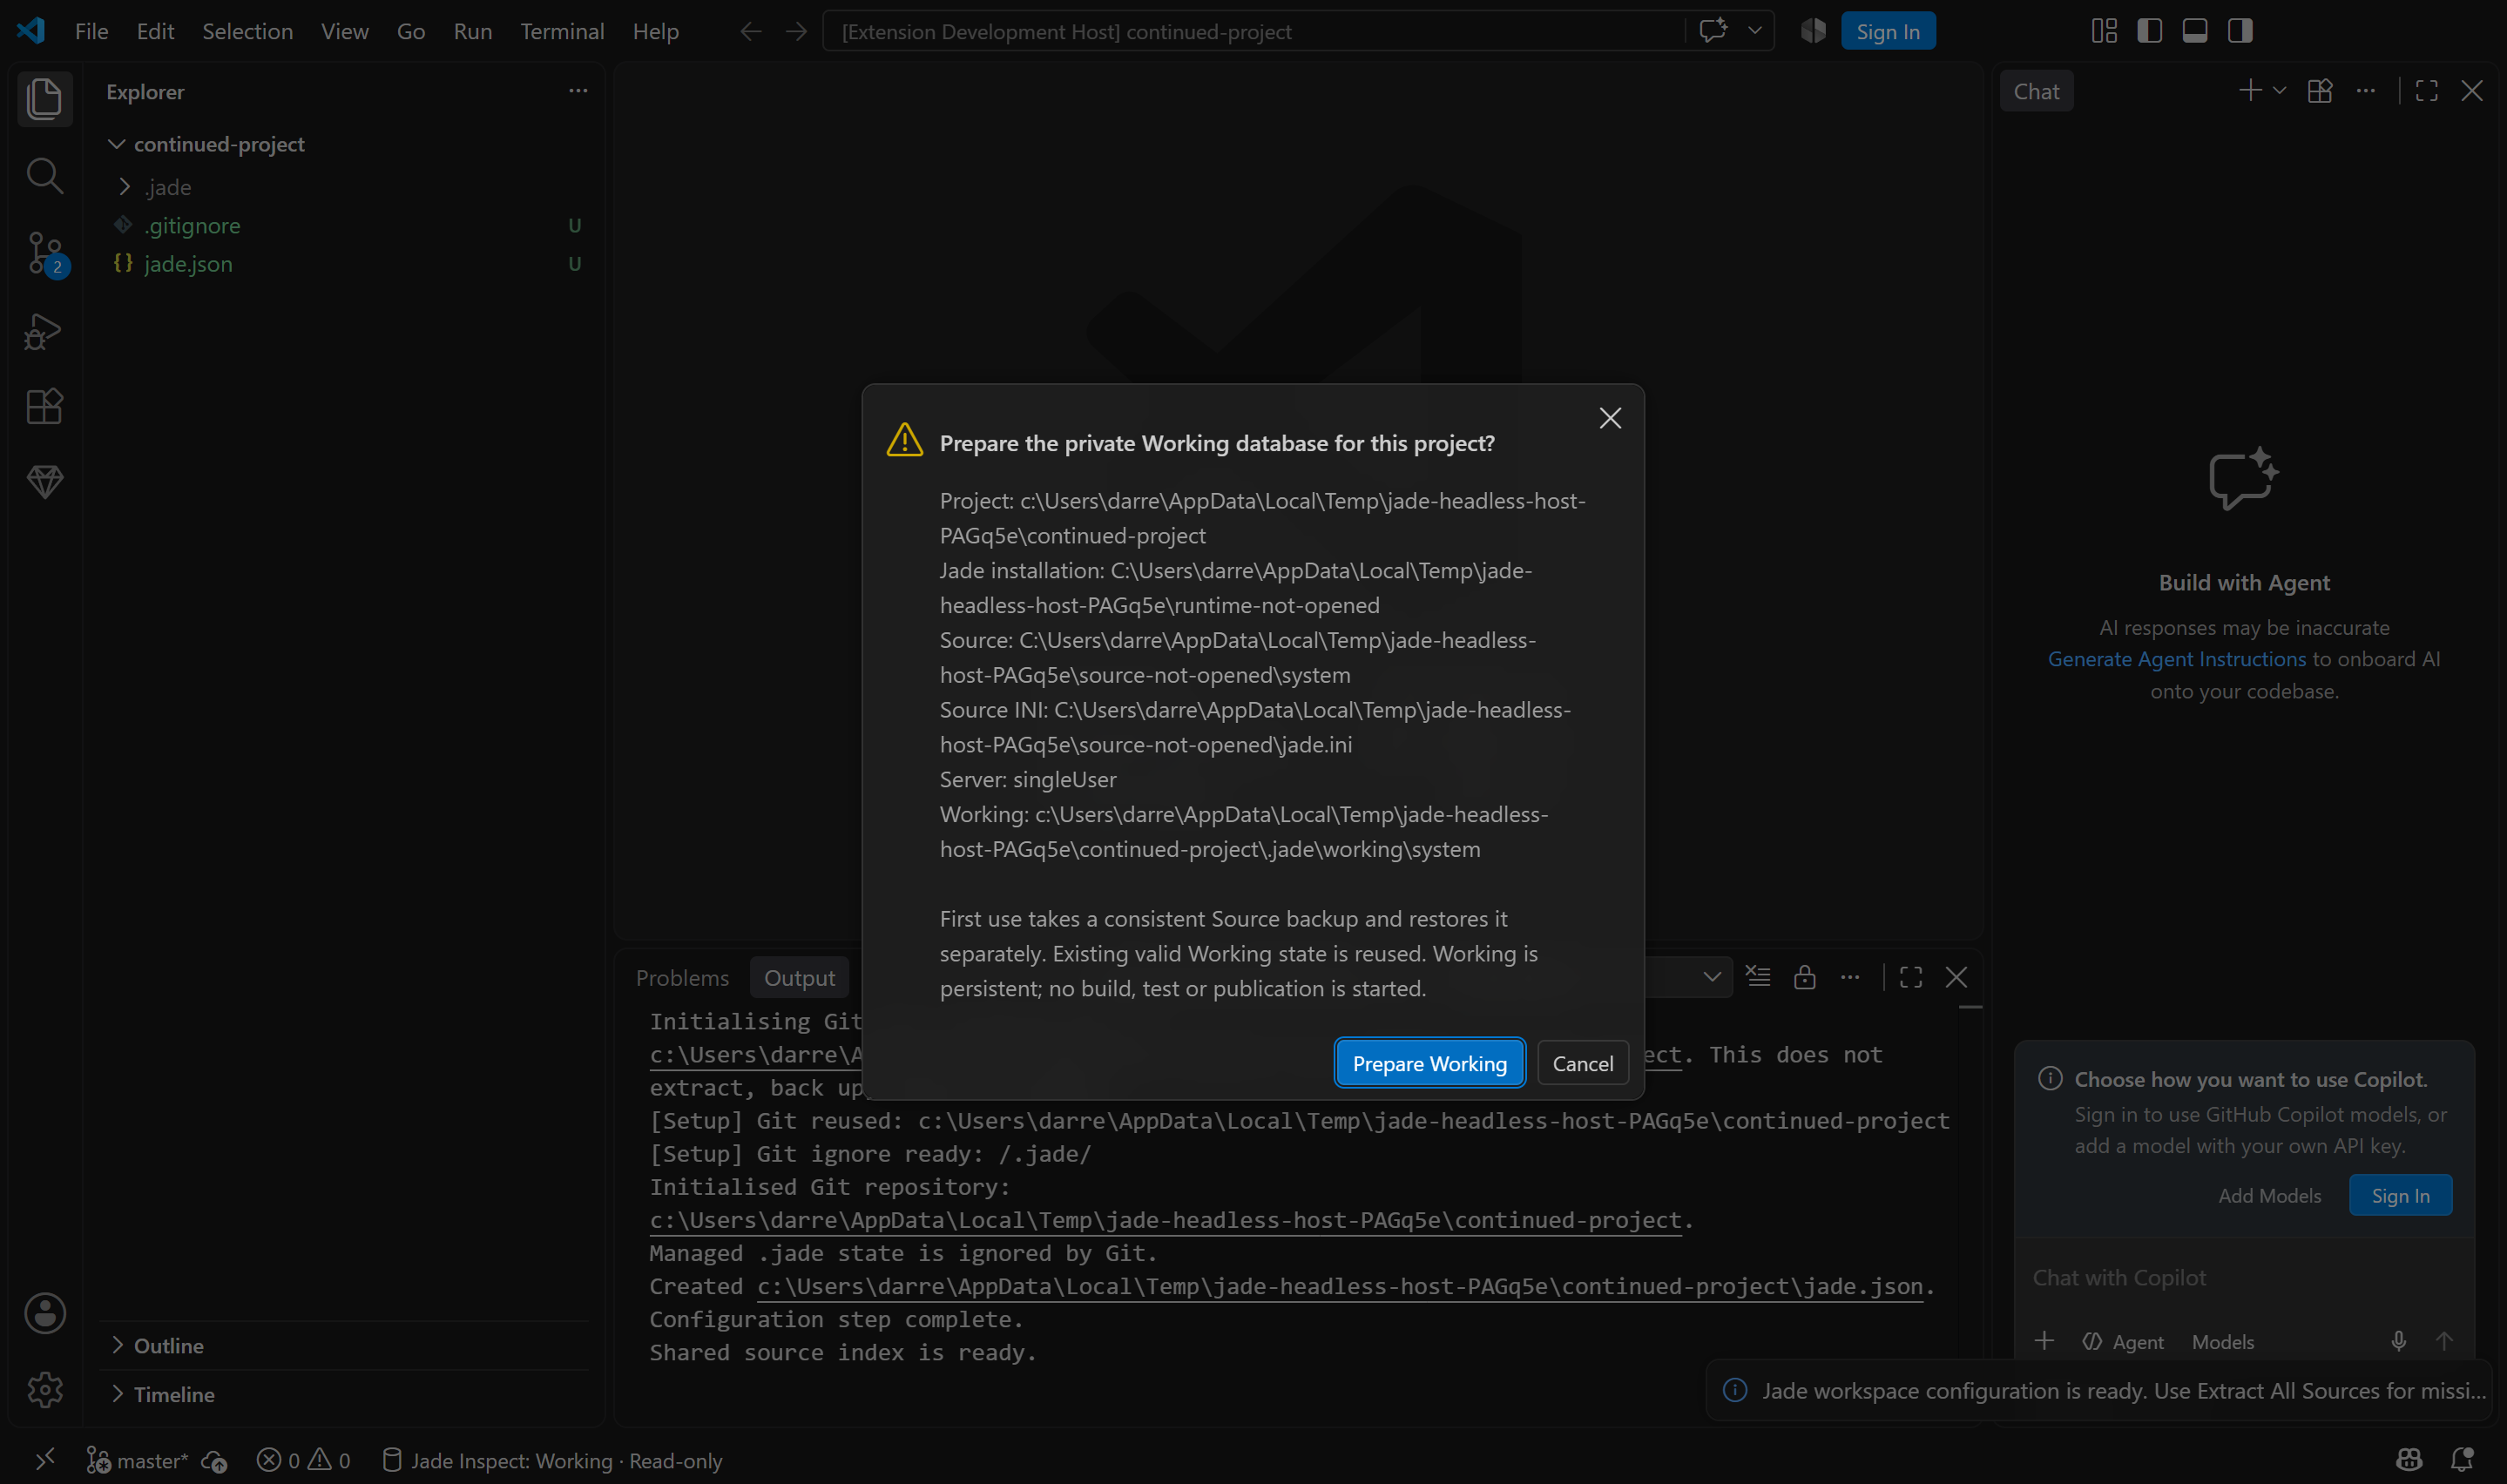 File Edit Selection View Go Run Terminal Help
[Extension Development Host] continued-project
Sign In
Explorer
continued-project
.jade
.gitignore U
jade.json U
2
Outline
Timeline
Prepare the private Working database for this project?
Project: c:\Users\darre\AppData\Local\Temp\jade-headless-host-
PAGq5e\continued-project
Jade installation: C:\Users\darre\AppData\Local\Temp\jade-
headless-host-PAGq5e\runtime-not-opened
Source: C:\Users\darre\AppData\Local\Temp\jade-headless-
host-PAGq5e\source-not-opened\system
Source INI: C:\Users\darre\AppData\Local\Temp\jade-headless-
host-PAGq5e\source-not-opened\jade.ini
Server: singleUser
Working: c:\Users\darre\AppData\Local\Temp\jade-headless-
host-PAGq5e\continued-project\.jade\working\system
First use takes a consistent Source backup and restores it
separately. Existing valid Working state is reused. Working is
persistent; no build, test or publication is started.
Prepare Working
Cancel
Problems Output
Initialising Git
c:\Users\darre\A ect. This does not
extract, back up
[Setup] Git reused: c:\Users\darre\AppData\Local\Temp\jade-headless-host-PAGq5e\continued-project
[Setup] Git ignore ready: /.jade/
Initialised Git repository:
c:\Users\darre\AppData\Local\Temp\jade-headless-host-PAGq5e\continued-project.
Managed .jade state is ignored by Git.
Created c:\Users\darre\AppData\Local\Temp\jade-headless-host-PAGq5e\continued-project\jade.json.
Configuration step complete.
Shared source index is ready.
Chat
Build with Agent
AI responses may be inaccurate
Generate Agent Instructions to onboard AI
onto your codebase.
Choose how you want to use Copilot.
Sign in to use GitHub Copilot models, or
add a model with your own API key.
Add Models
Sign In
Chat with Copilot
Agent Models
Jade workspace configuration is ready. Use Extract All Sources for missi...
master* 0 0 Jade Inspect: Working · Read-only